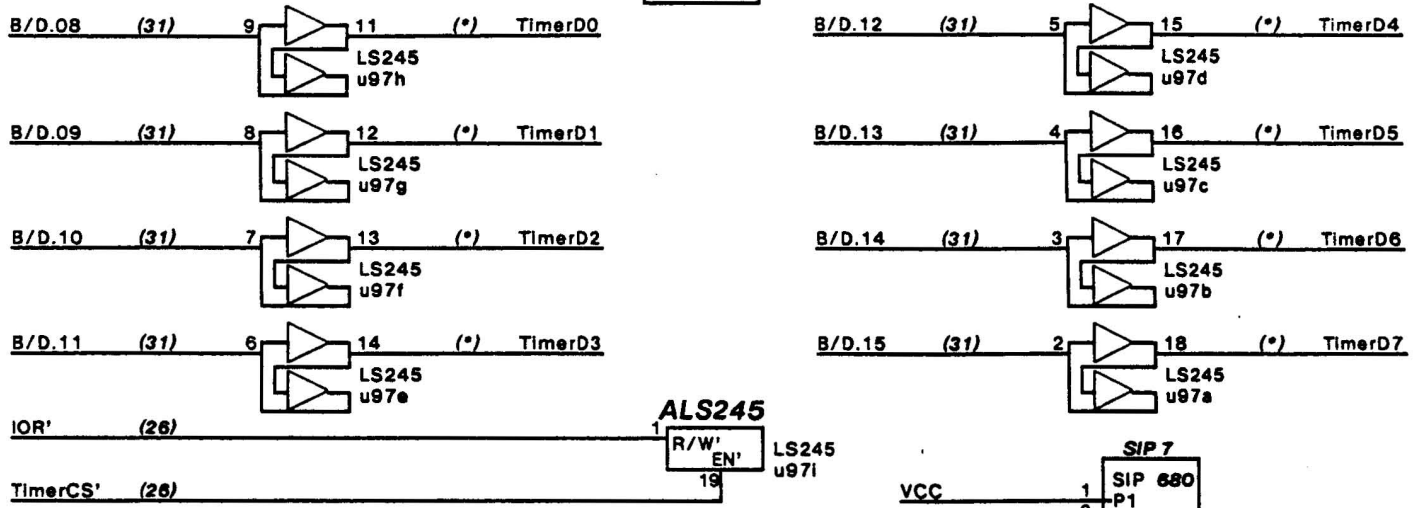 B/D.08 (31) 9 11 (*) TimerD0
LS245
u97h
B/D.12 (31) 5 15 (*) TimerD4
LS245
u97d
B/D.09 (31) 8 12 (*) TimerD1
LS245
u97g
B/D.13 (31) 4 16 (*) TimerD5
LS245
u97c
B/D.10 (31) 7 13 (*) TimerD2
LS245
u97f
B/D.14 (31) 3 17 (*) TimerD6
LS245
u97b
B/D.11 (31) 6 14 (*) TimerD3
LS245
u97e
B/D.15 (31) 2 18 (*) TimerD7
LS245
u97a
ALS245
IOR' (26) 1 R/W'
EN'
LS245
u97i
TimerCS' (26) 19
SIP 7
SIP 680
VCC 1 P1